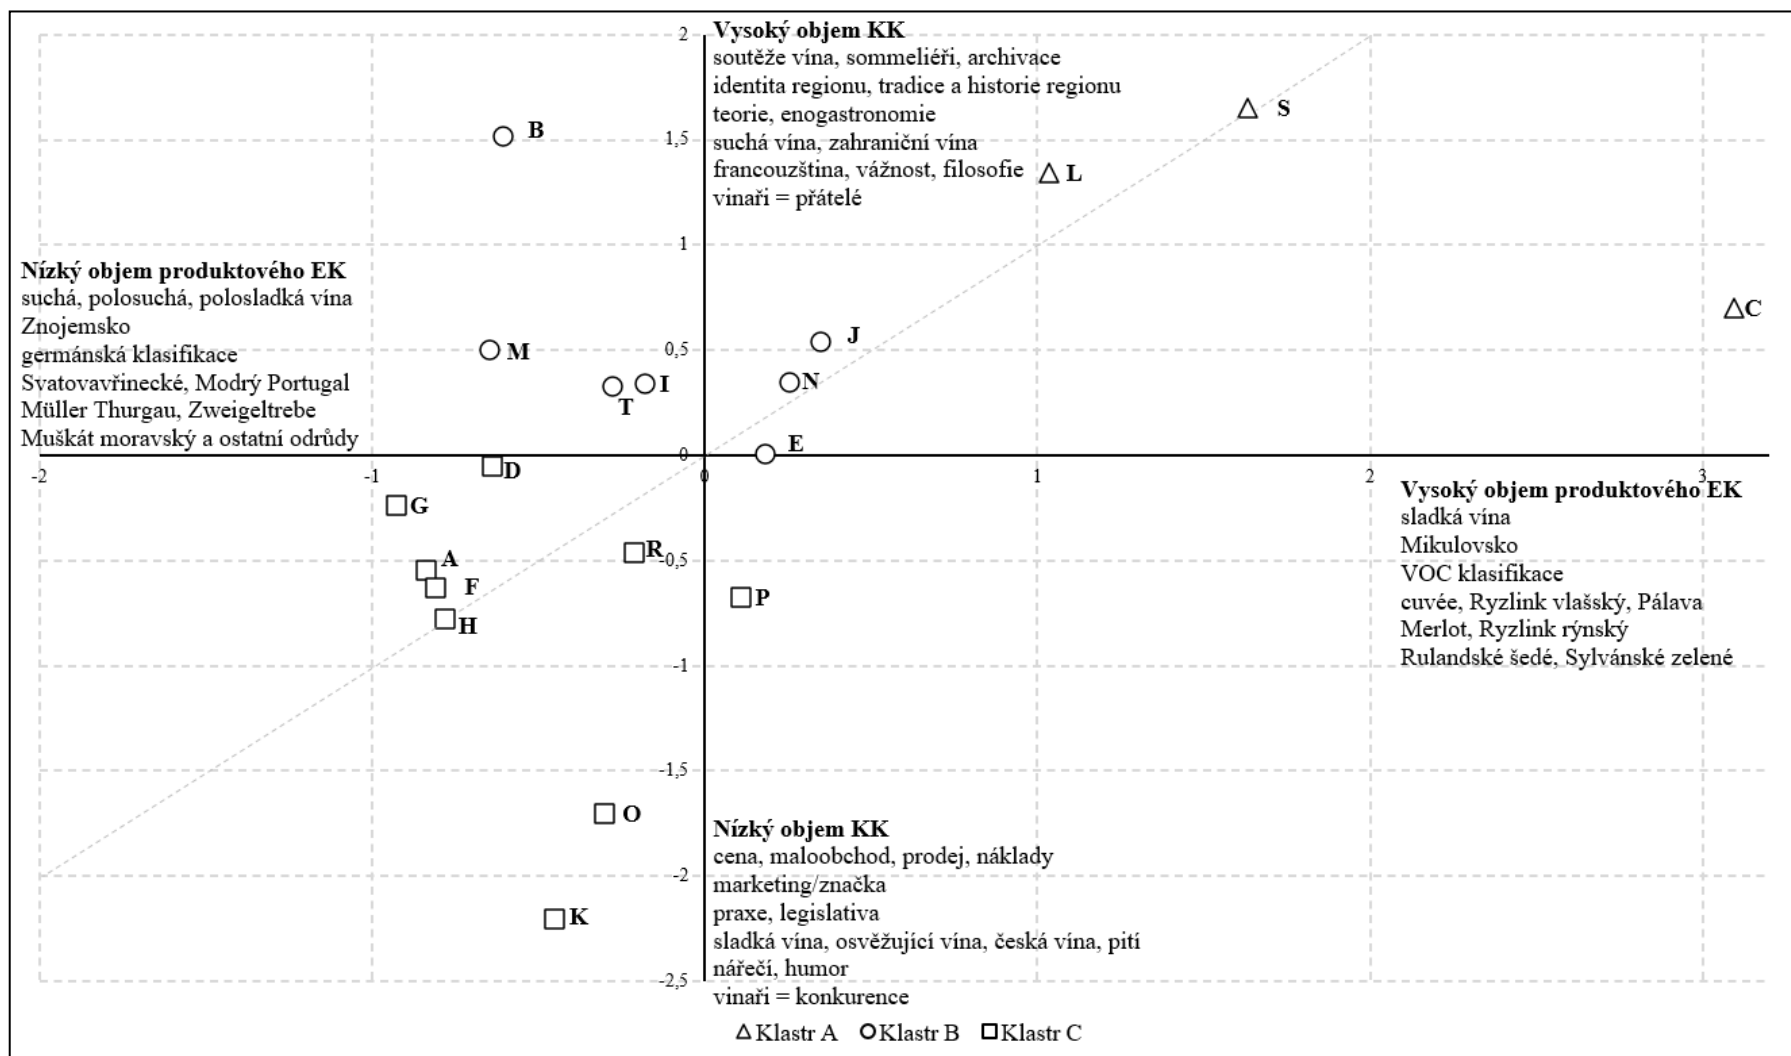 Vysoký objem KK
soutěže vína, sommeliéři, archivace
identita regionu, tradice a historie regionu
teorie, enogastronomie
suchá vína, zahraniční vína
francouzština, vážnost, filosofie
vinaři = přátelé
2
1,5
1
0,5
0
-0,5
-1
-1,5
-2
-2,5
B
S
L
C
Nízký objem produktového EK
suchá, polosuchá, polosladká vína
Znojemsko
germánská klasifikace
Svatovavřinecké, Modrý Portugal
Müller Thurgau, Zweigeltrebe
Muškát moravský a ostatní odrůdy
M
T
I
J
N
E
-2
-1
0
1
2
3
D
G
A
F
H
R
P
Vysoký objem produktového EK
sladká vína
Mikulovsko
VOC klasifikace
cuvée, Ryzlink vlašský, Pálava
Merlot, Ryzlink rýnský
Rulandské šedé, Sylvánské zelené
O
K
Nízký objem KK
cena, maloobchod, prodej, náklady
marketing/značka
praxe, legislativa
sladká vína, osvěžující vína, česká vína, pití
nářečí, humor
vinaři = konkurence
Klastr A Klastr B Klastr C